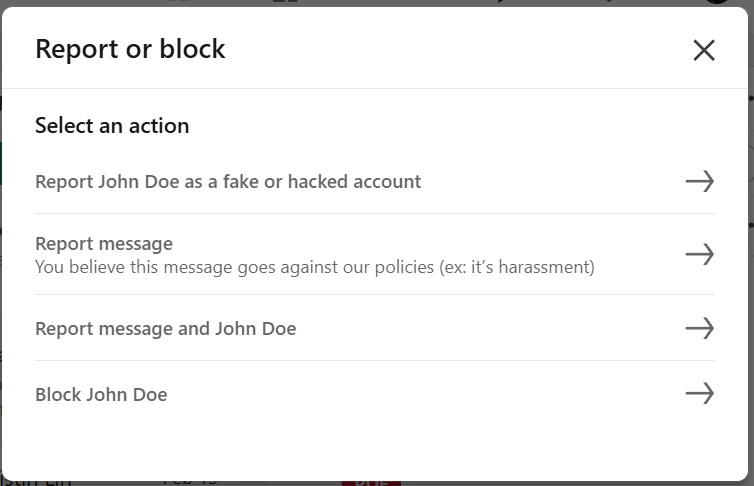 Report or block
Select an action
Report John Doe as a fake or hacked account
Report message
You believe this message goes against our policies (ex: it’s harassment)
Report message and John Doe
Block John Doe